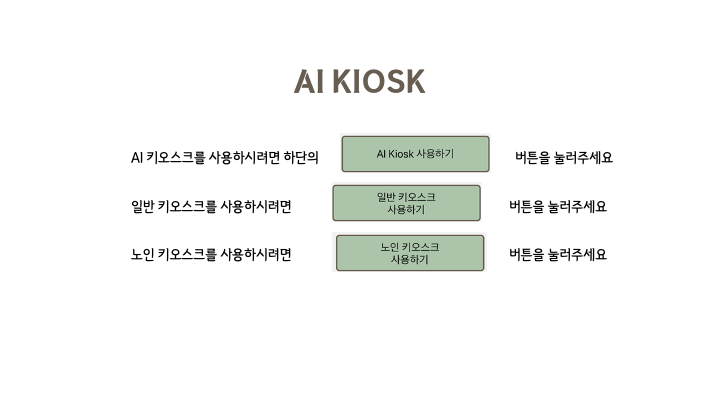 AI KIOSK
AI 키오스크를 사용하시려면 하단의 AI Kiosk 사용하기 버튼을 눌러주세요
일반 키오스크를 사용하시려면 일반 키오스크 사용하기 버튼을 눌러주세요
노인 키오스크를 사용하시려면 노인 키오스크 사용하기 버튼을 눌러주세요